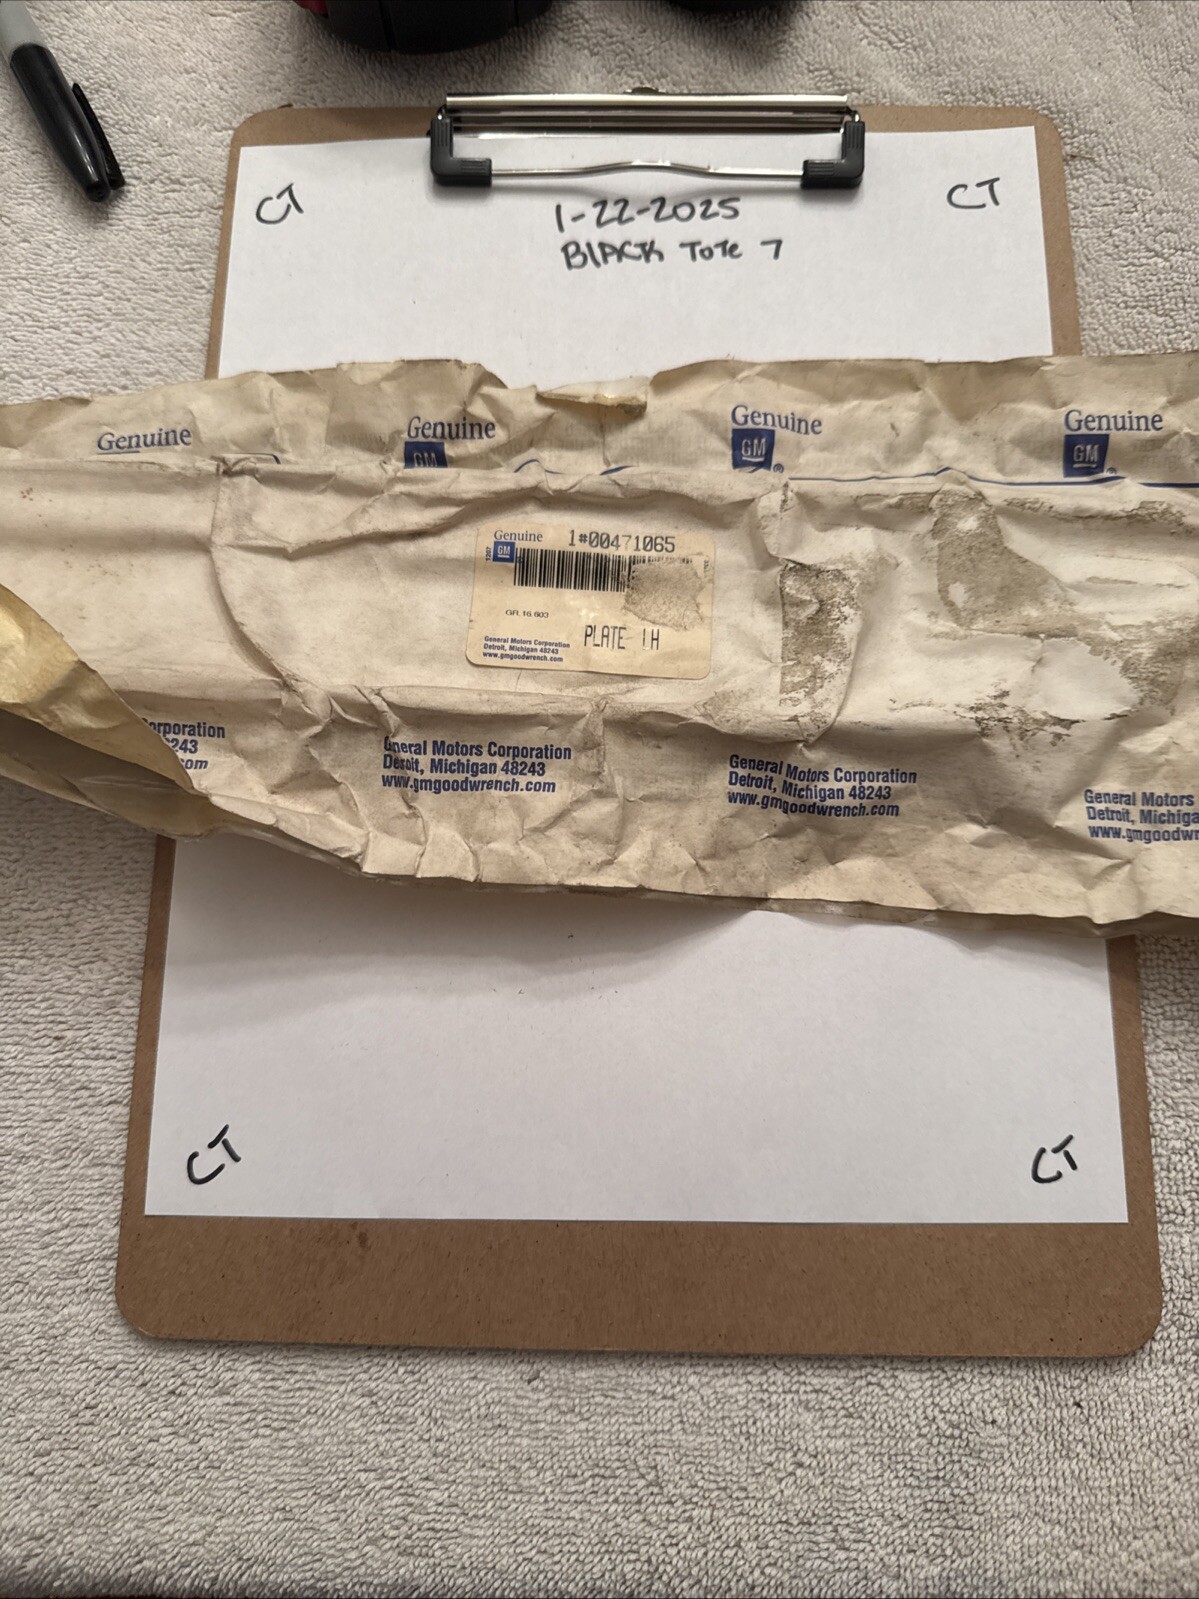 CT
CT
1-22-2025
BlACK ToTe 7
Genuine
Genuine
GM
Genuine
GM
®
Genuine
GM
®
Genuine
1#00471065
GM
GR. 16.603
PLATE LH
General Motors Corporation
Detroit, Michigan 48243
www.gmgoodwrench.com
orporation
243
com
General Motors Corporation
Detroit, Michigan 48243
www.gmgoodwrench.com
General Motors Corporation
Detroit, Michigan 48243
www.gmgoodwrench.com
General Motors
Detroit, Michiga
www.gmgoodwr
CT
CT